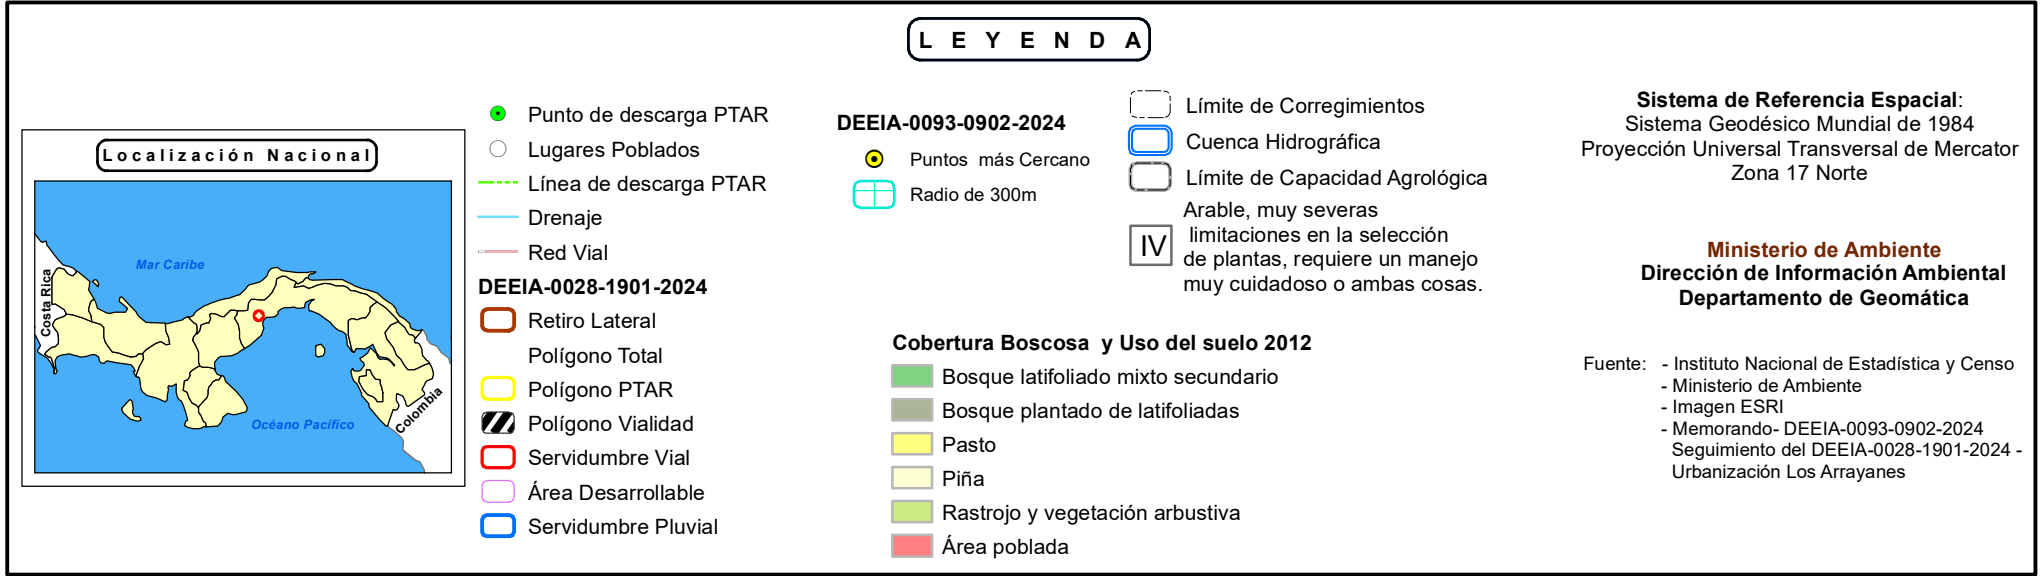 L E Y E N D A
Localización Nacional
Mar Caribe
Costa Rica
Colombia
Océano Pacífico
Punto de descarga PTAR
Lugares Poblados
Línea de descarga PTAR
Drenaje
Red Vial
DEEIA-0028-1901-2024
Retiro Lateral
Polígono Total
Polígono PTAR
Polígono Vialidad
Servidumbre Vial
Área Desarrollable
Servidumbre Pluvial
DEEIA-0093-0902-2024
Puntos más Cercano
Radio de 300m
Límite de Corregimientos
Cuenca Hidrográfica
Límite de Capacidad Agrológica
IV
Arable, muy severas
limitaciones en la selección
de plantas, requiere un manejo
muy cuidadoso o ambas cosas.
Cobertura Boscosa y Uso del suelo 2012
Bosque latifoliado mixto secundario
Bosque plantado de latifoliadas
Pasto
Piña
Rastrojo y vegetación arbustiva
Área poblada
Sistema de Referencia Espacial:
Sistema Geodésico Mundial de 1984
Proyección Universal Transversal de Mercator
Zona 17 Norte
Ministerio de Ambiente
Dirección de Información Ambiental
Departamento de Geomática
Fuente: - Instituto Nacional de Estadística y Censo
- Ministerio de Ambiente
- Imagen ESRI
- Memorando- DEEIA-0093-0902-2024
Seguimiento del DEEIA-0028-1901-2024 -
Urbanización Los Arrayanes